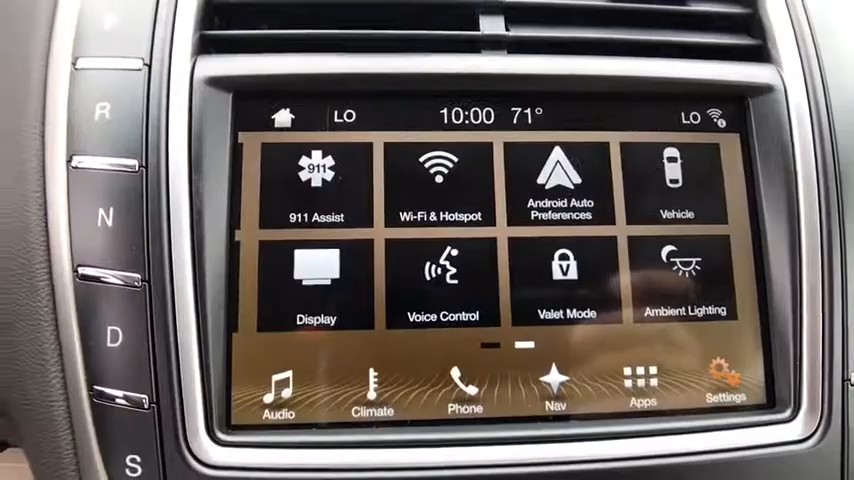 P
R
N
D
S
LO 10:00 71° LO
911
911 Assist
Wi-Fi & Hotspot
Android Auto
Preferences
Vehicle
Display
Voice Control
V
Valet Mode
Ambient Lighting
Audio
Climate
Phone
Nav
Apps
Settings